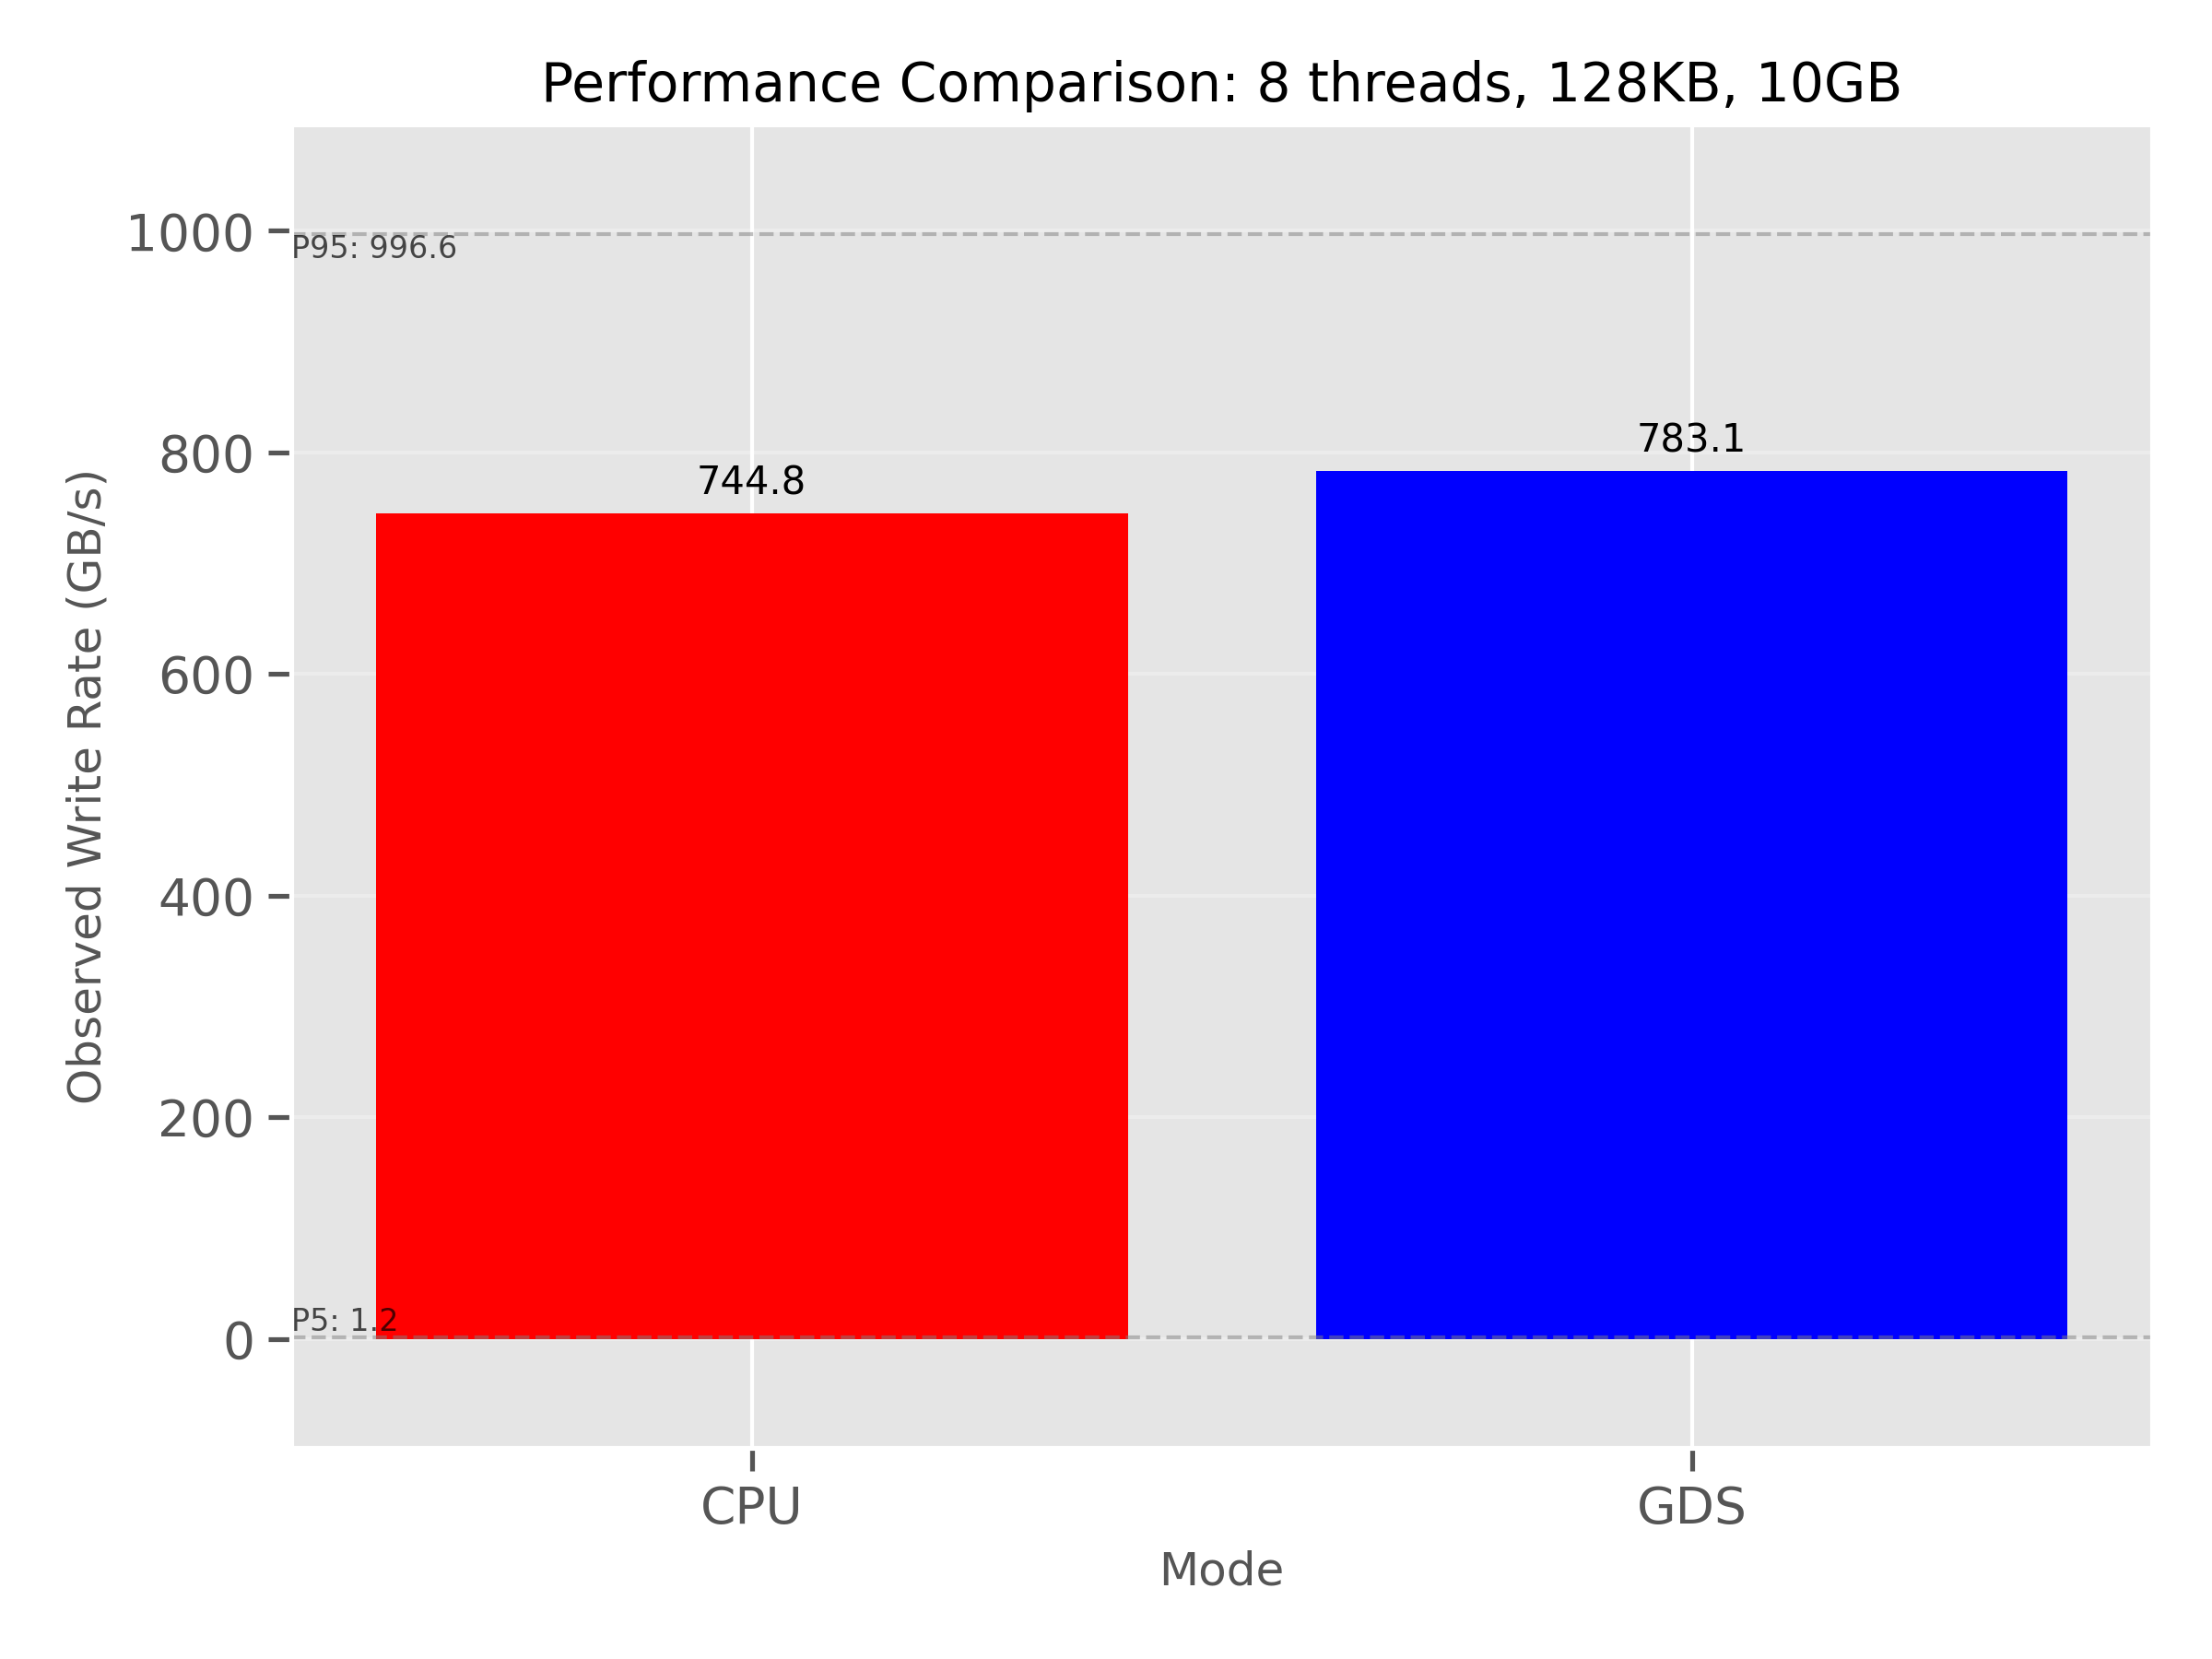 Performance Comparison: 8 threads, 128KB, 10GB
Observed Write Rate (GB/s)
1000
800
600
400
200
0
P95: 996.6
P5: 1.2
744.8
783.1
CPU
GDS
Mode